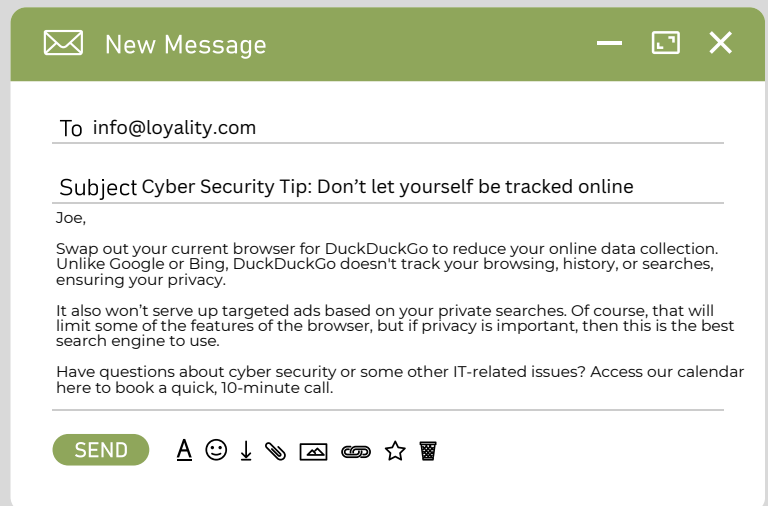 New Message
To info@loyality.com
Subject Cyber Security Tip: Don’t let yourself be tracked online
Joe,
Swap out your current browser for DuckDuckGo to reduce your online data collection.
Unlike Google or Bing, DuckDuckGo doesn't track your browsing, history, or searches,
ensuring your privacy.
It also won’t serve up targeted ads based on your private searches. Of course, that will
limit some of the features of the browser, but if privacy is important, then this is the best
search engine to use.
Have questions about cyber security or some other IT-related issues? Access our calendar
here to book a quick, 10-minute call.
SEND